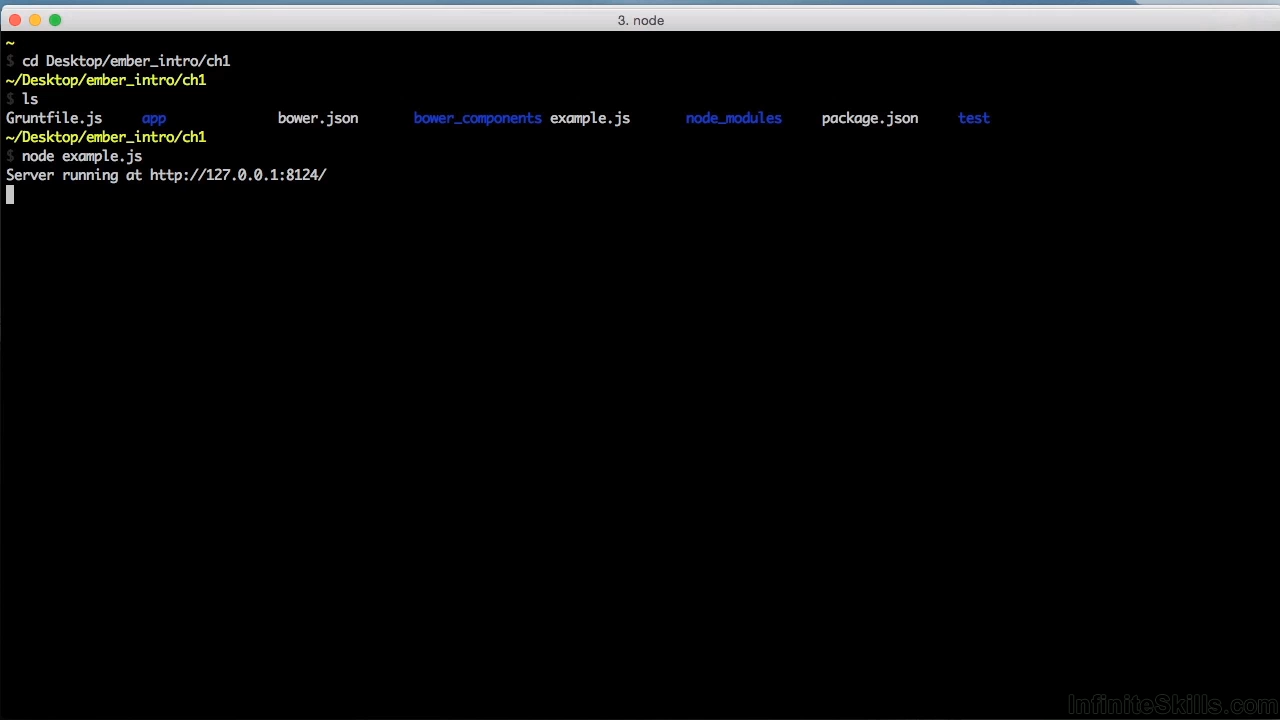 3. node
~
$ cd Desktop/ember_intro/ch1
~/Desktop/ember_intro/ch1
$ ls
Gruntfile.js app bower.json bower_components example.js node_modules package.json test
~/Desktop/ember_intro/ch1
$ node example.js
Server running at http://127.0.0.1:8124/
InfiniteSkills.com